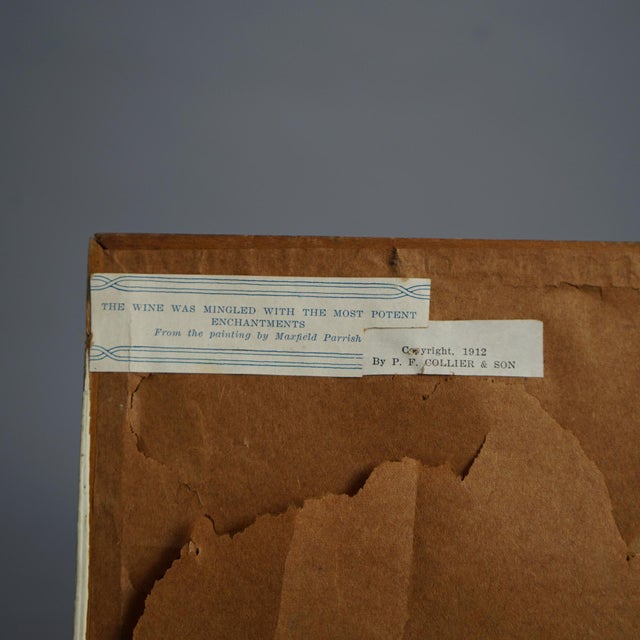 THE WINE WAS MINGLED WITH THE MOST POTENT
ENCHANTMENTS
From the painting by Maxfield Parrish
Copyright, 1912
By P. F. COLLIER & SON